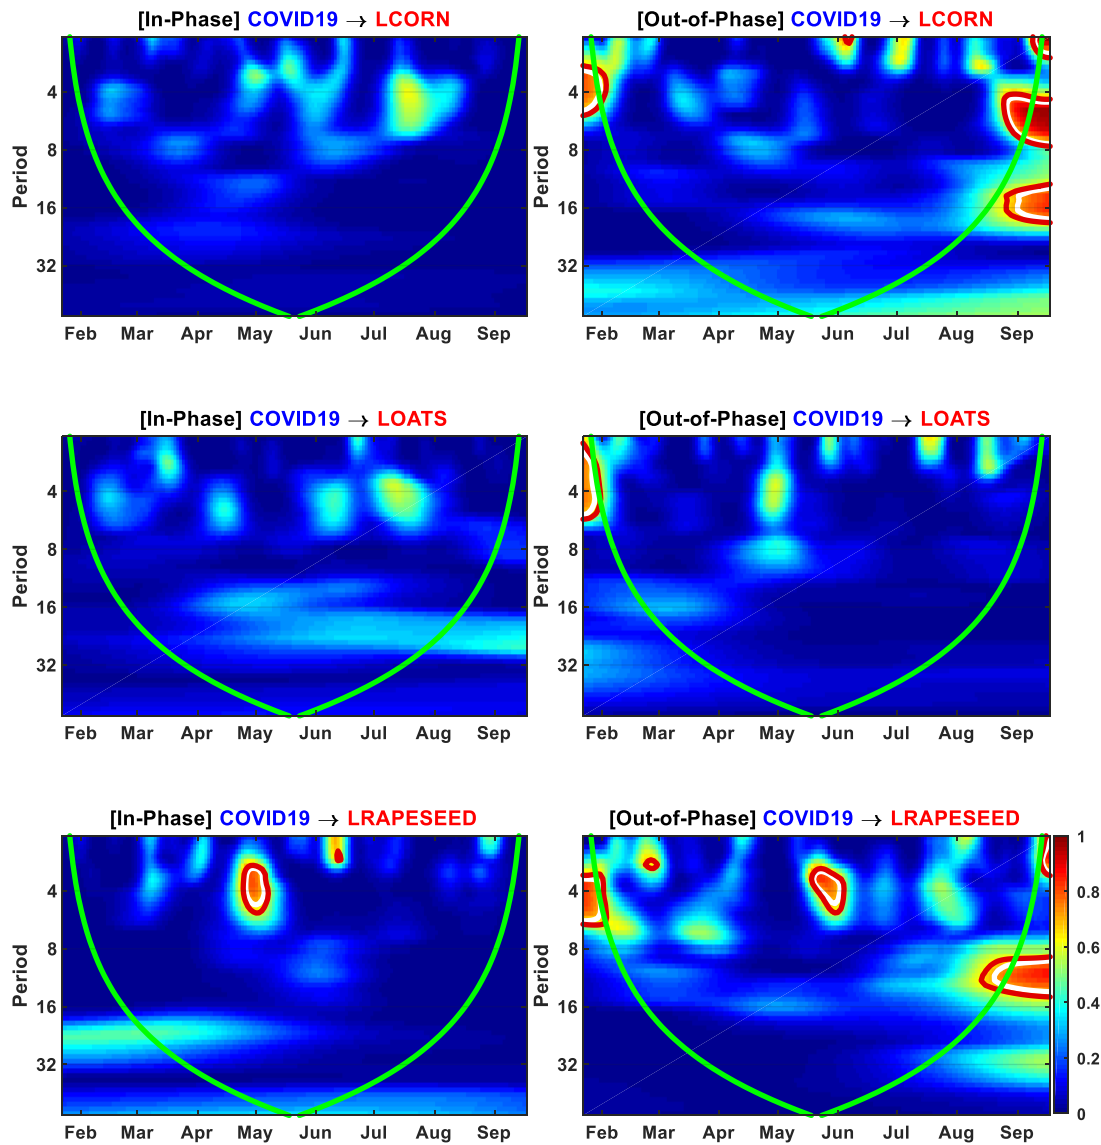 [In-Phase] COVID19 → LCORN
Period
4
8
16
32
Feb Mar Apr May Jun Jul Aug Sep
[Out-of-Phase] COVID19 → LCORN
Period
4
8
16
32
Feb Mar Apr May Jun Jul Aug Sep
[In-Phase] COVID19 → LOATS
Period
4
8
16
32
Feb Mar Apr May Jun Jul Aug Sep
[Out-of-Phase] COVID19 → LOATS
Period
4
8
16
32
Feb Mar Apr May Jun Jul Aug Sep
[In-Phase] COVID19 → LRAPESEED
Period
4
8
16
32
Feb Mar Apr May Jun Jul Aug Sep
[Out-of-Phase] COVID19 → LRAPESEED
Period
4
8
16
32
Feb Mar Apr May Jun Jul Aug Sep
1
0.8
0.6
0.4
0.2
0